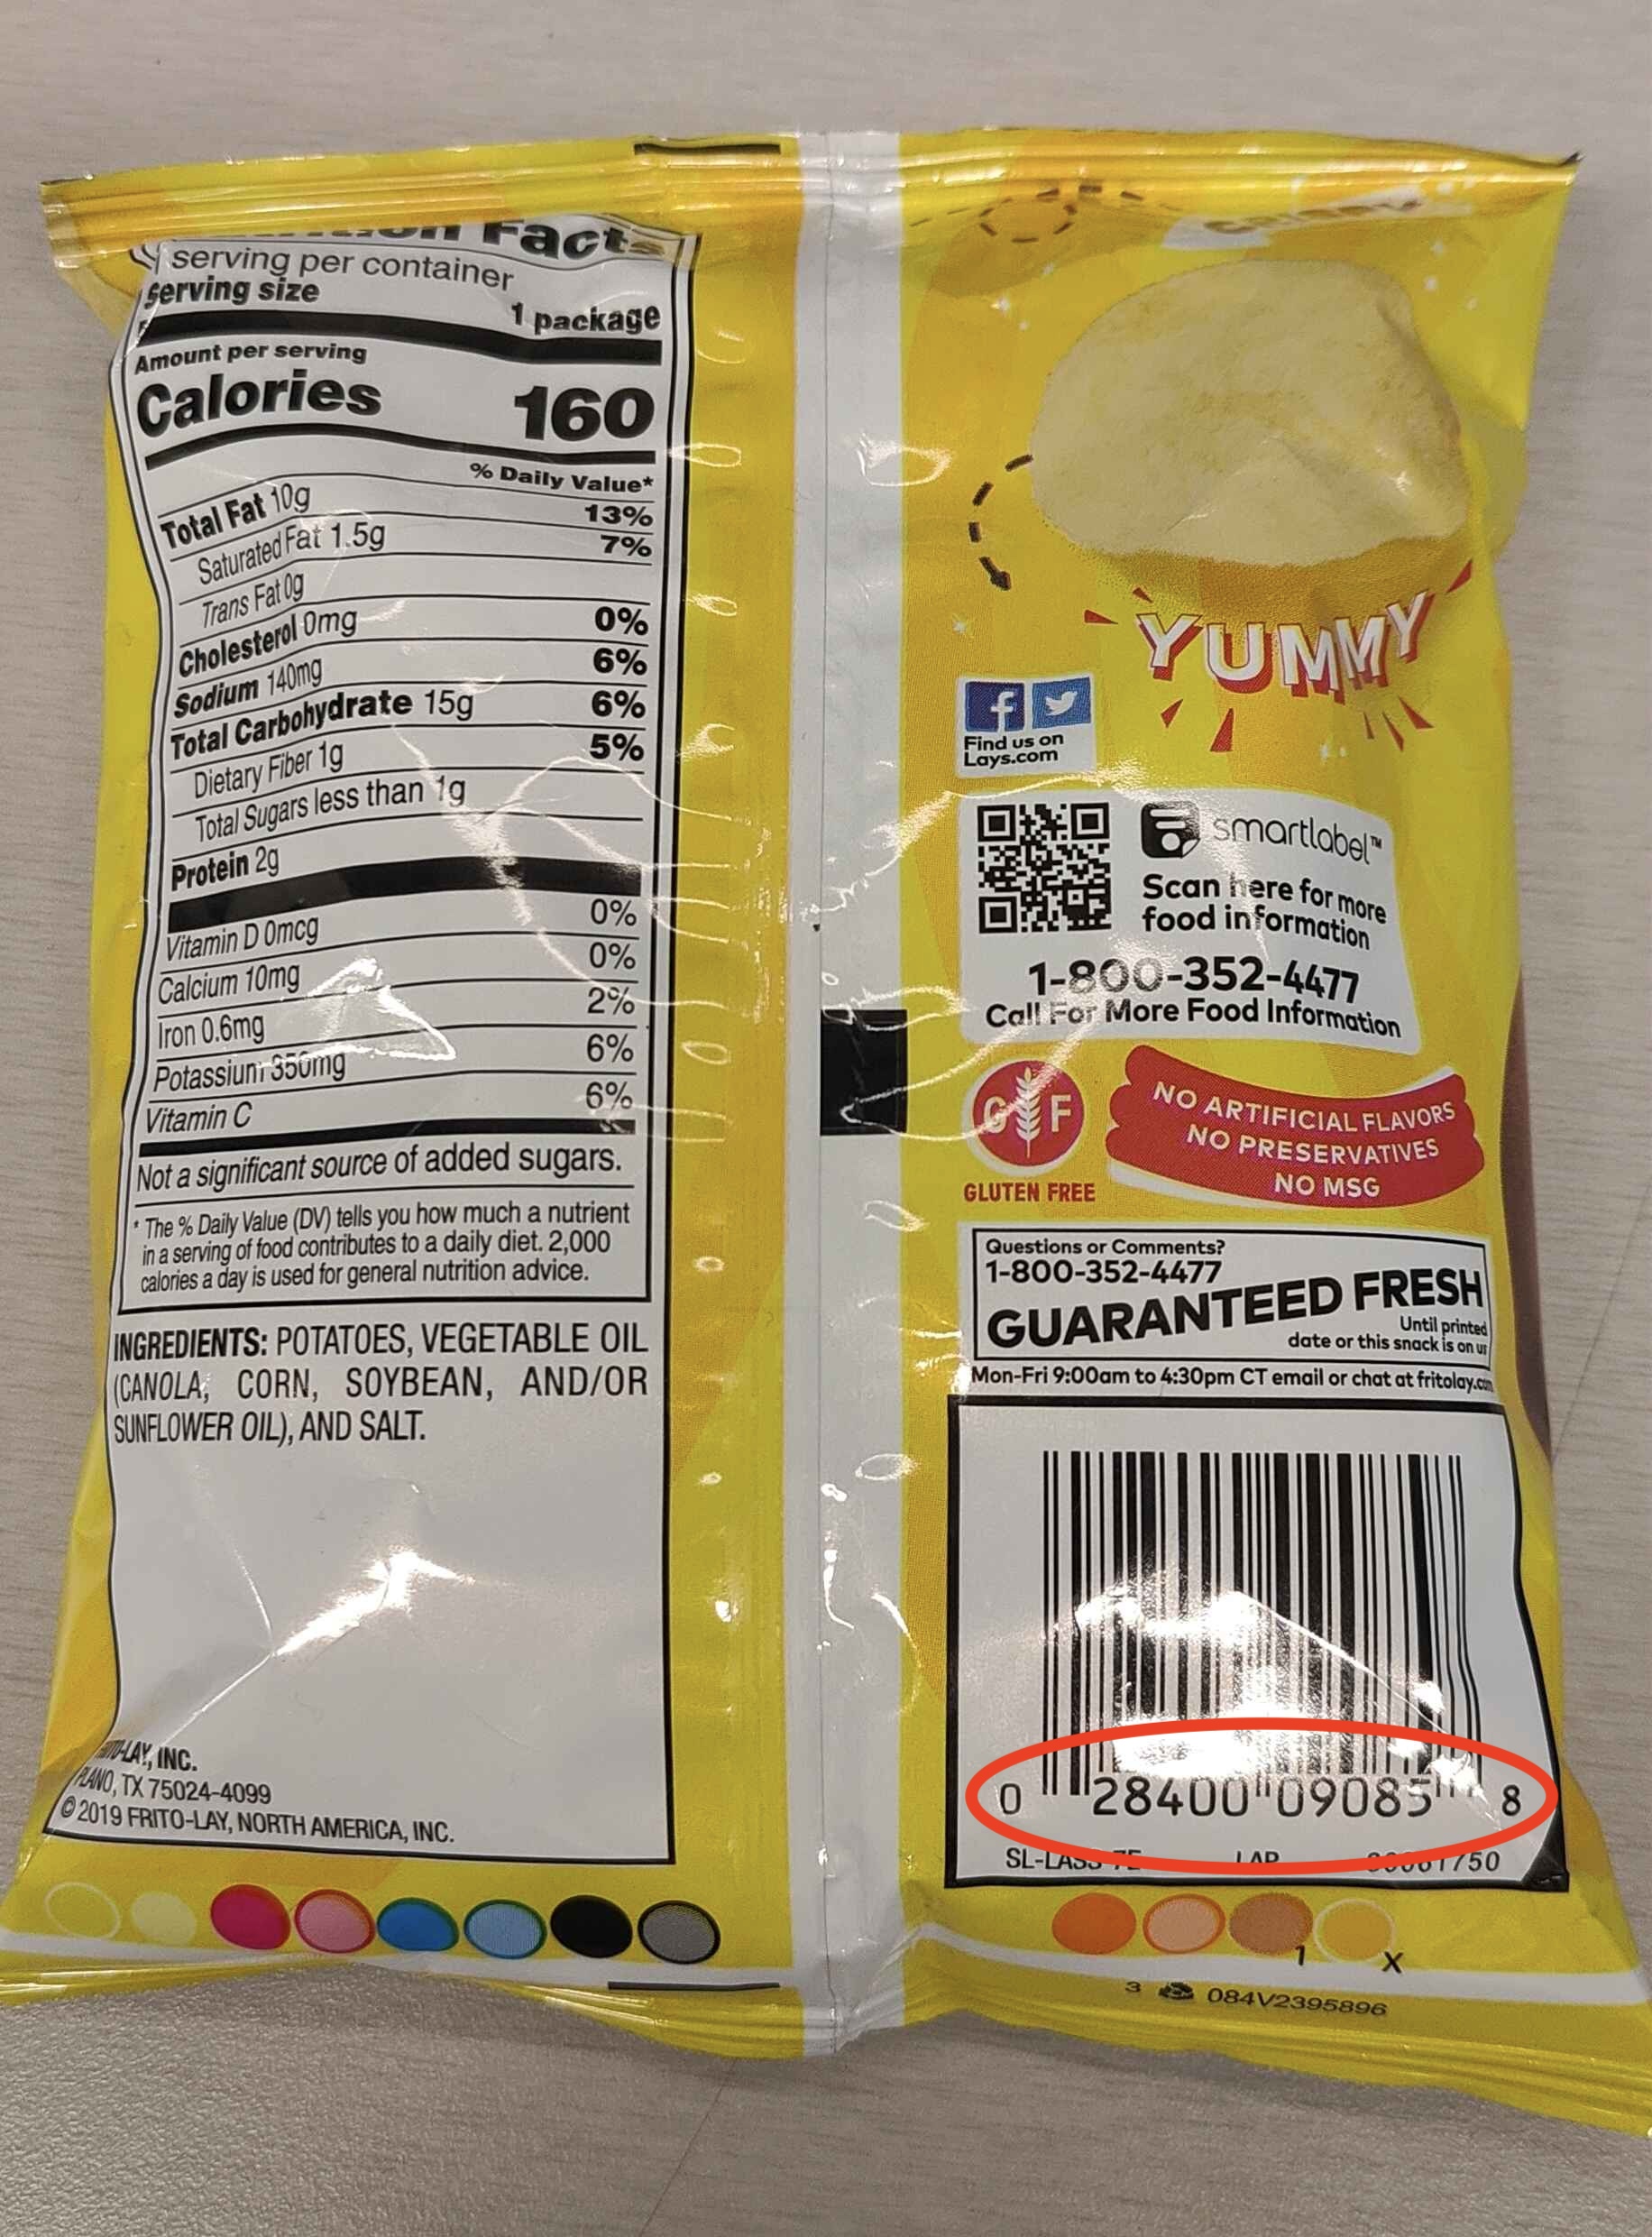 Facts
serving per container
Serving size
1 package
Amount per serving
Calories 160
% Daily Value*
Total Fat 10g 13%
Saturated Fat 1.5g 7%
Trans Fat 0g
Cholesterol 0mg 0%
Sodium 140mg 6%
Total Carbohydrate 15g 6%
Dietary Fiber 1g 5%
Total Sugars less than 1g
Protein 2g
Vitamin D 0mcg 0%
Calcium 10mg 0%
Iron 0.6mg 2%
Potassium 350mg 6%
Vitamin C 6%
Not a significant source of added sugars.
* The % Daily Value (DV) tells you how much a nutrient
in a serving of food contributes to a daily diet. 2,000
calories a day is used for general nutrition advice.
INGREDIENTS: POTATOES, VEGETABLE OIL
(CANOLA, CORN, SOYBEAN, AND/OR
SUNFLOWER OIL), AND SALT.
FRITO-LAY, INC.
PLANO, TX 75024-4099
© 2019 FRITO-LAY, NORTH AMERICA, INC.
YUMMY
Find us on
Lays.com
smartlabel™
Scan here for more
food information
1-800-352-4477
Call For More Food Information
G F
GLUTEN FREE
NO ARTIFICIAL FLAVORS
NO PRESERVATIVES
NO MSG
Questions or Comments?
1-800-352-4477
GUARANTEED FRESH
Until printed
date or this snack is on us
Mon-Fri 9:00am to 4:30pm CT email or chat at fritolay.com
0 28400 09085 8
1 X
3 084V2395896